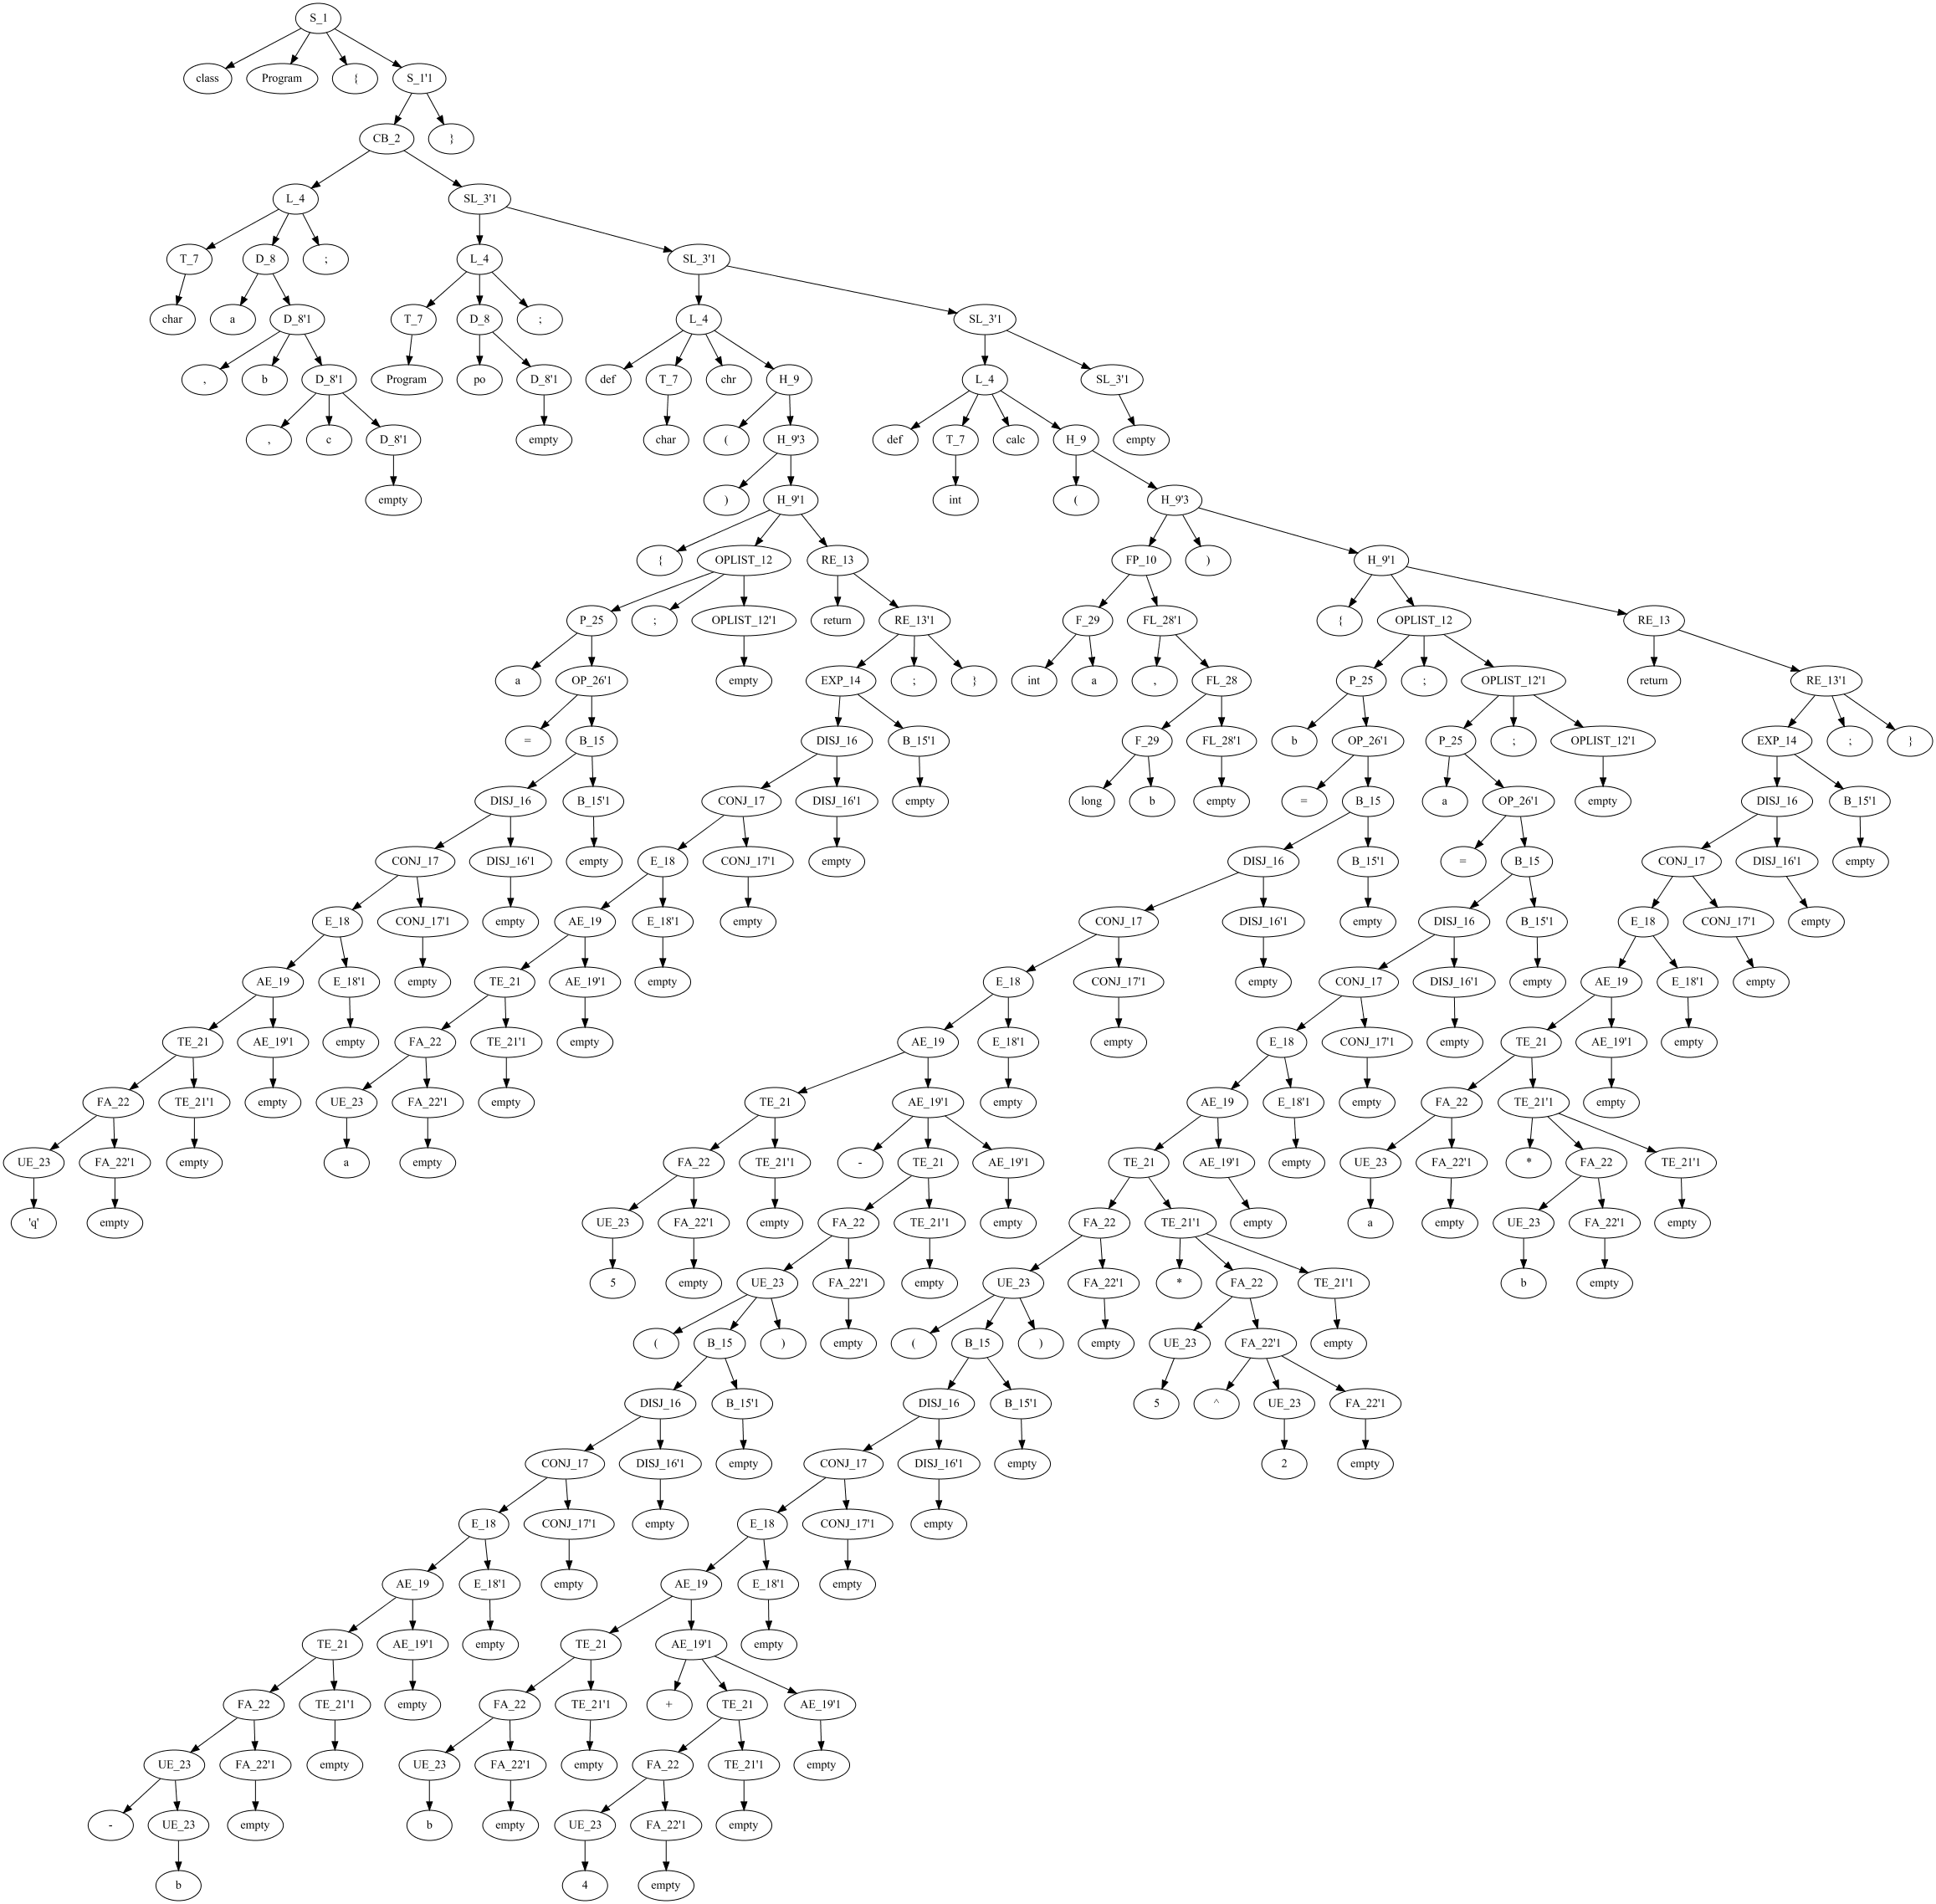 S_1
class Program { S_1'1
CB_2 }
L_4 SL_3'1
T_7 D_8 ; L_4 SL_3'1
char a D_8'1 T_7 D_8 ; L_4 SL_3'1
, b D_8'1 Program po D_8'1 def T_7 chr H_9 L_4 SL_3'1
, c D_8'1 empty char ( H_9'3 def T_7 calc H_9 empty
empty ) H_9'1 int ( H_9'3
{ OPLIST_12 RE_13 FP_10 ) H_9'1
P_25 ; OPLIST_12'1 return RE_13'1 F_29 FL_28'1 { OPLIST_12 RE_13
a OP_26'1 empty EXP_14 ; } int a , FL_28 P_25 ; OPLIST_12'1 return RE_13'1
= B_15 DISJ_16 B_15'1 F_29 FL_28'1 b OP_26'1 P_25 ; OPLIST_12'1 EXP_14 ; }
DISJ_16 B_15'1 CONJ_17 DISJ_16'1 empty long b empty = B_15 a OP_26'1 empty DISJ_16 B_15'1
CONJ_17 DISJ_16'1 empty E_18 CONJ_17'1 empty DISJ_16 B_15'1 = B_15 CONJ_17 DISJ_16'1 empty
E_18 CONJ_17'1 empty AE_19 E_18'1 empty CONJ_17 DISJ_16'1 empty DISJ_16 B_15'1 E_18 CONJ_17'1 empty
AE_19 E_18'1 empty TE_21 AE_19'1 empty E_18 CONJ_17'1 empty CONJ_17 DISJ_16'1 empty AE_19 E_18'1 empty
TE_21 AE_19'1 empty FA_22 TE_21'1 empty AE_19 E_18'1 empty E_18 CONJ_17'1 empty TE_21 AE_19'1 empty
FA_22 TE_21'1 empty UE_23 FA_22'1 empty TE_21 AE_19'1 empty AE_19 E_18'1 empty FA_22 TE_21'1 empty
UE_23 FA_22'1 empty a empty FA_22 TE_21'1 - TE_21 AE_19'1 TE_21 AE_19'1 empty UE_23 FA_22'1 * FA_22 TE_21'1
'q' empty UE_23 FA_22'1 empty FA_22 TE_21'1 empty FA_22 TE_21'1 empty a empty UE_23 FA_22'1 empty
5 empty UE_23 FA_22'1 empty UE_23 FA_22'1 * FA_22 TE_21'1 b empty
( B_15 ) empty ( B_15 ) empty UE_23 FA_22'1 empty
DISJ_16 B_15'1 DISJ_16 B_15'1 5 ^ UE_23 FA_22'1
CONJ_17 DISJ_16'1 empty CONJ_17 DISJ_16'1 empty 2 empty
E_18 CONJ_17'1 empty E_18 CONJ_17'1 empty
AE_19 E_18'1 empty AE_19 E_18'1 empty
TE_21 AE_19'1 empty TE_21 AE_19'1 empty
FA_22 TE_21'1 empty FA_22 TE_21'1 + TE_21 AE_19'1
UE_23 FA_22'1 empty UE_23 FA_22'1 empty FA_22 TE_21'1 empty
- UE_23 empty b empty UE_23 FA_22'1 empty
b 4 empty